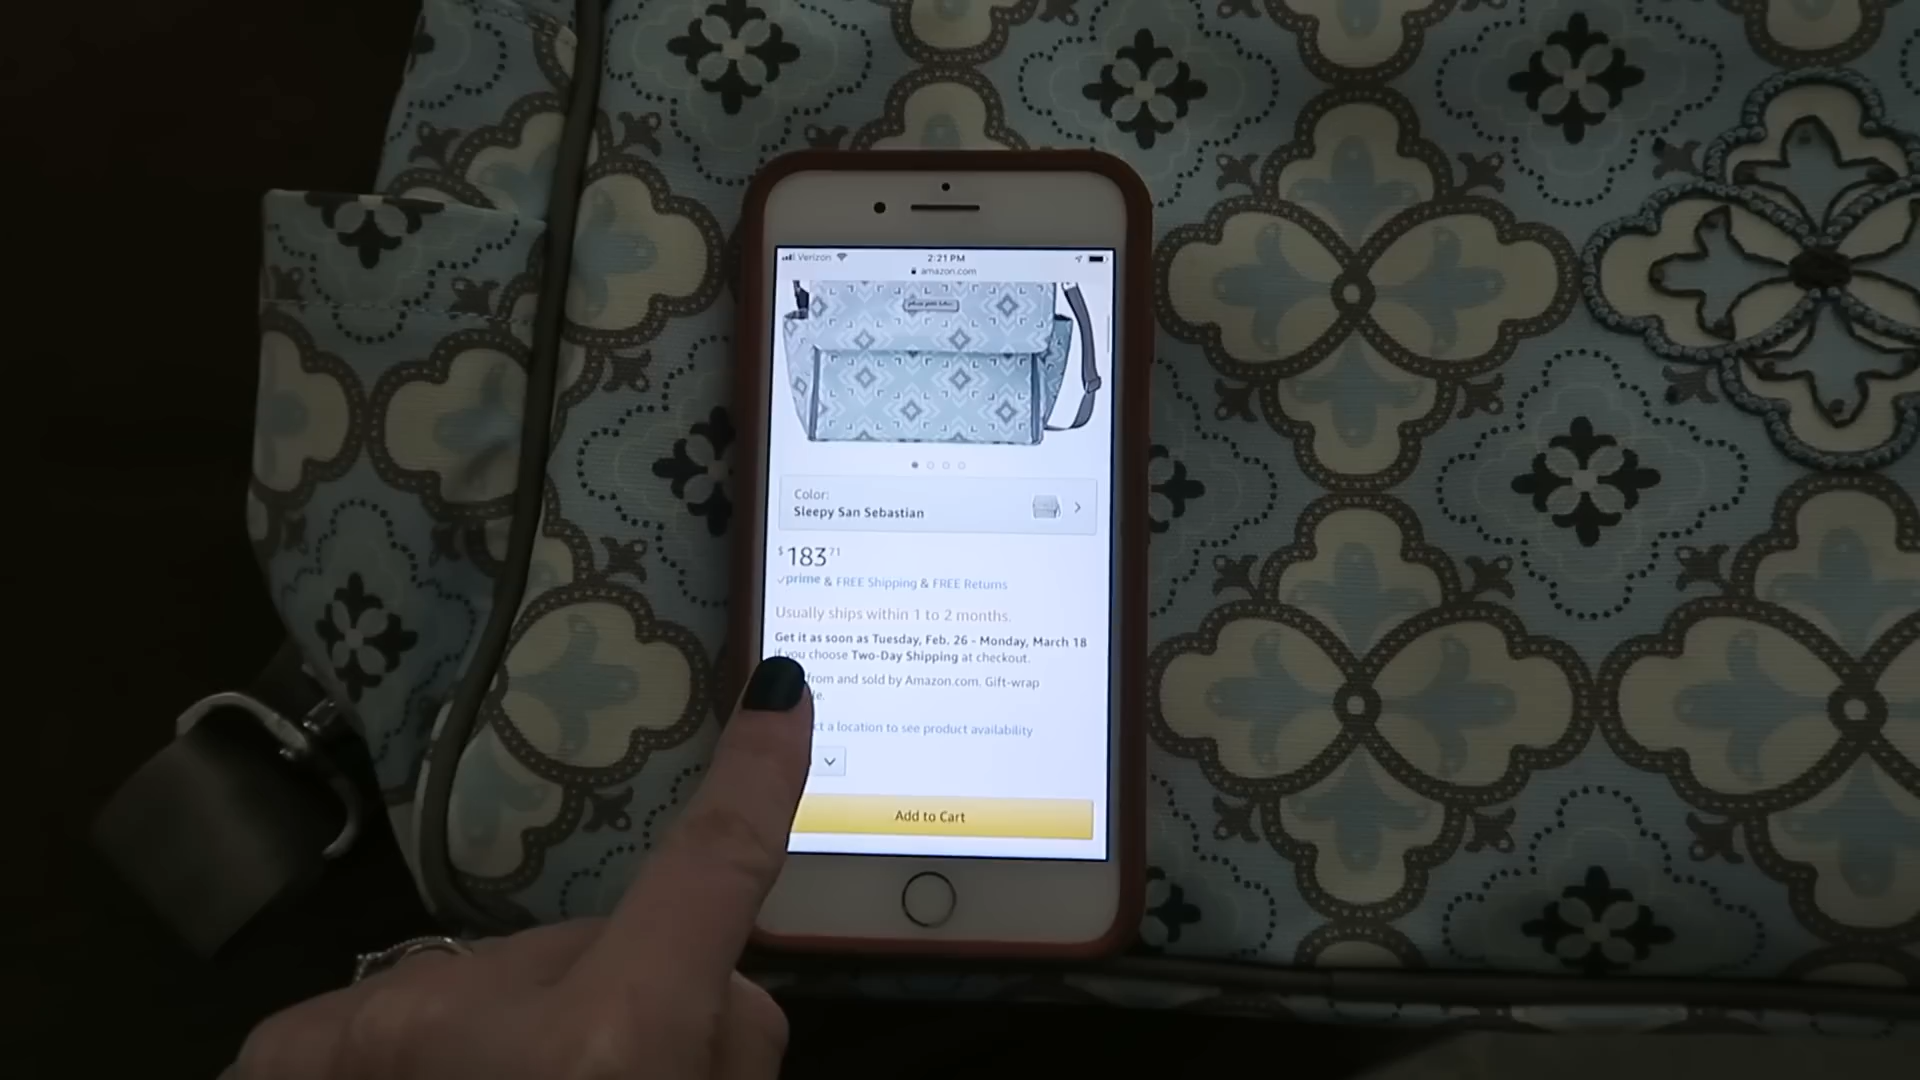 Verizon
2:21 PM
amazon.com
Color:
Sleepy San Sebastian
$183 71
prime & FREE Shipping & FREE Returns
Usually ships within 1 to 2 months.
Get it as soon as Tuesday, Feb. 26 - Monday, March 18
if you choose Two-Day Shipping at checkout.
from and sold by Amazon.com. Gift-wrap
a location to see product availability
Add to Cart